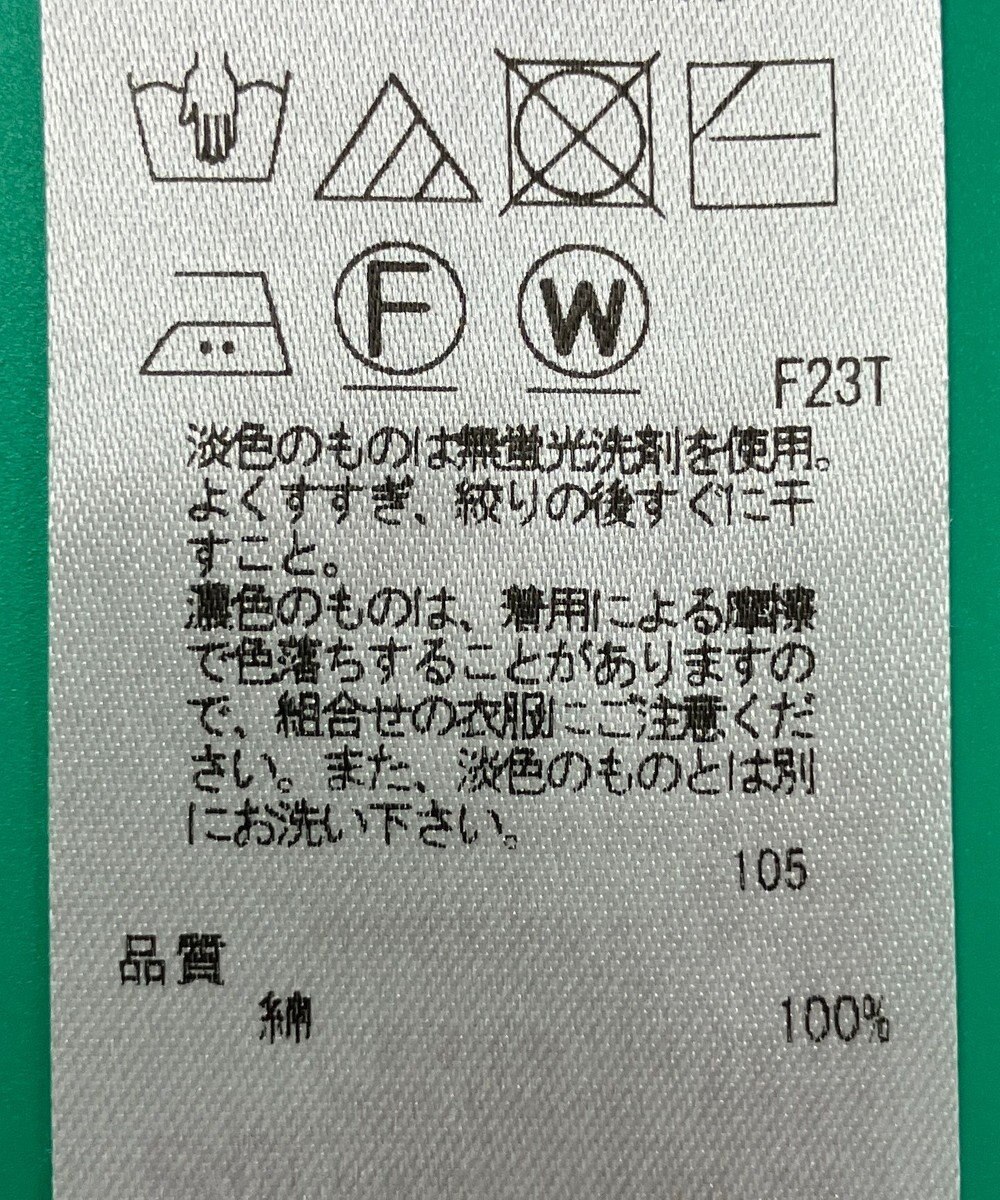 F
W
F23T
淡色のものは無蛍光洗剤を使用。
よくすすぎ、絞りの後すぐに干
すこと。
濃色のものは、着用による摩擦
で色落ちすることがありますの
で、組合せの衣服にご注意くだ
さい。また、淡色のものとは別
にお洗い下さい。
105
品質
綿 100%